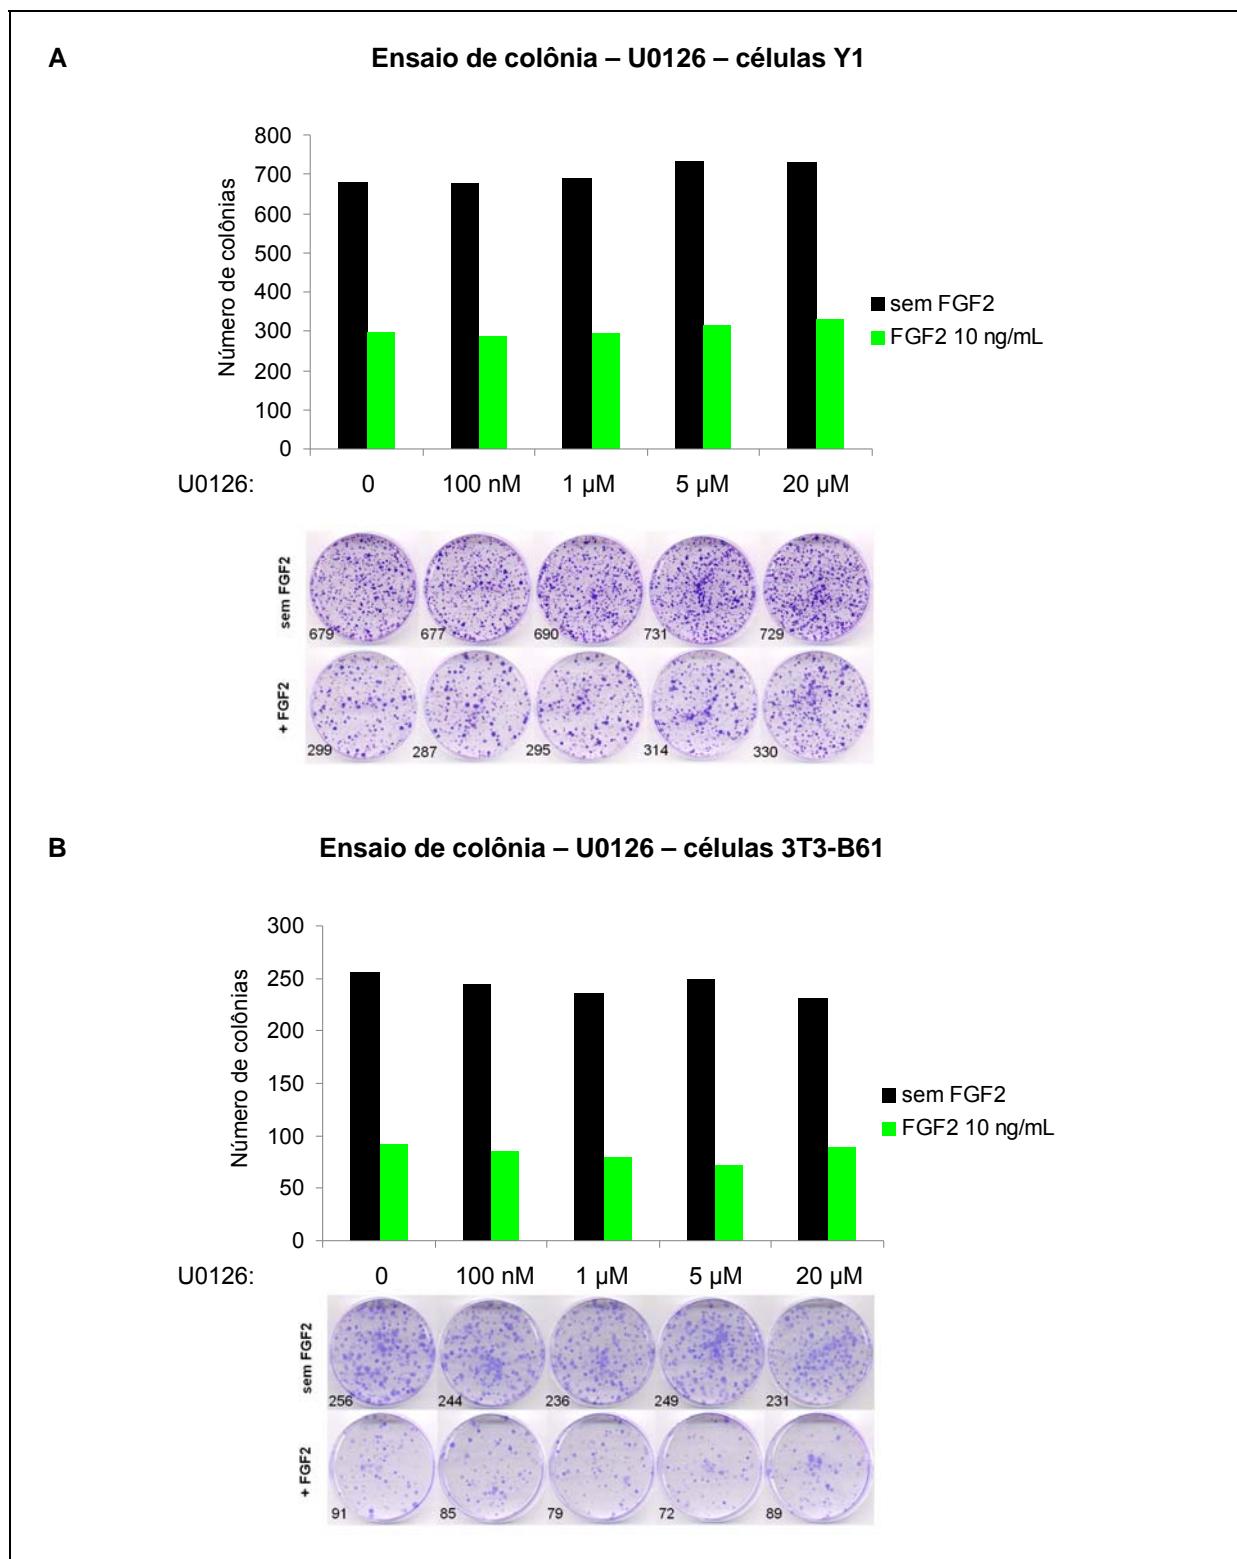 A
Ensaio de colônia – U0126 – células Y1
Número de colônias
800
700
600
500
400
300
200
100
0
sem FGF2
FGF2 10 ng/mL
U0126: 0 100 nM 1 µM 5 µM 20 µM
sem FGF2
679 677 690 731 729
+ FGF2
299 287 295 314 330
B
Ensaio de colônia – U0126 – células 3T3-B61
Número de colônias
300
250
200
150
100
50
0
sem FGF2
FGF2 10 ng/mL
U0126: 0 100 nM 1 µM 5 µM 20 µM
sem FGF2
256 244 236 249 231
+ FGF2
91 85 79 72 89